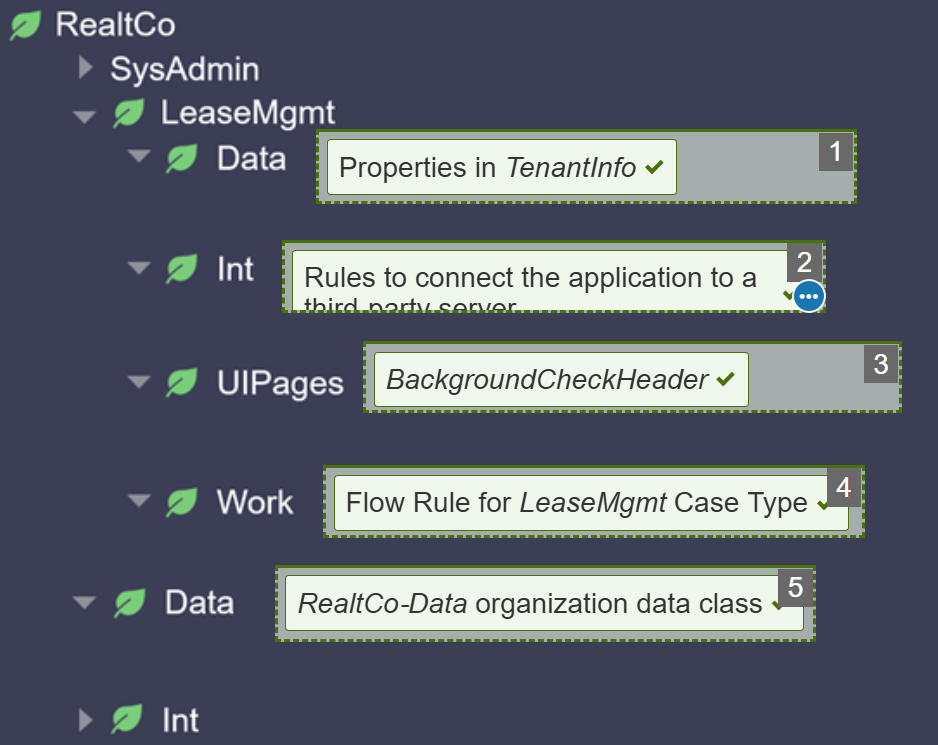 RealtCo
SysAdmin
LeaseMgmt
Data
Properties in TenantInfo
1
Int
Rules to connect the application to a
third-party server
2
UIPages
BackgroundCheckHeader
3
Work
Flow Rule for LeaseMgmt Case Type
4
Data
RealtCo-Data organization data class
5
Int